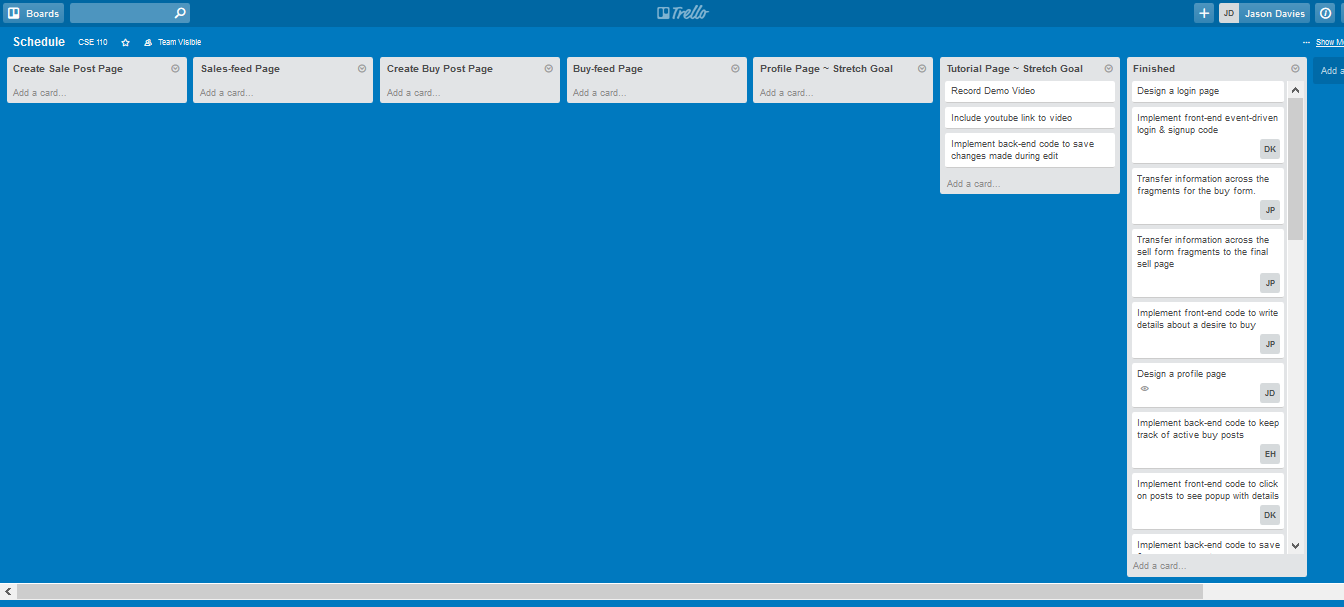 Boards
Trello
JD Jason Davies
Schedule CSE 110 Team Visible
... Show M
Create Sale Post Page
Add a card...
Sales-feed Page
Add a card...
Create Buy Post Page
Add a card...
Buy-feed Page
Add a card...
Profile Page ~ Stretch Goal
Add a card...
Tutorial Page ~ Stretch Goal
Record Demo Video
Include youtube link to video
Implement back-end code to save
changes made during edit
Add a card...
Finished
Design a login page
Implement front-end event-driven
login & signup code
DK
Transfer information across the
fragments for the buy form.
JP
Transfer information across the
sell form fragments to the final
sell page
JP
Implement front-end code to write
details about a desire to buy
JP
Design a profile page
JD
Implement back-end code to keep
track of active buy posts
EH
Implement front-end code to click
on posts to see popup with details
DK
Implement back-end code to save
Add a card...
Add a